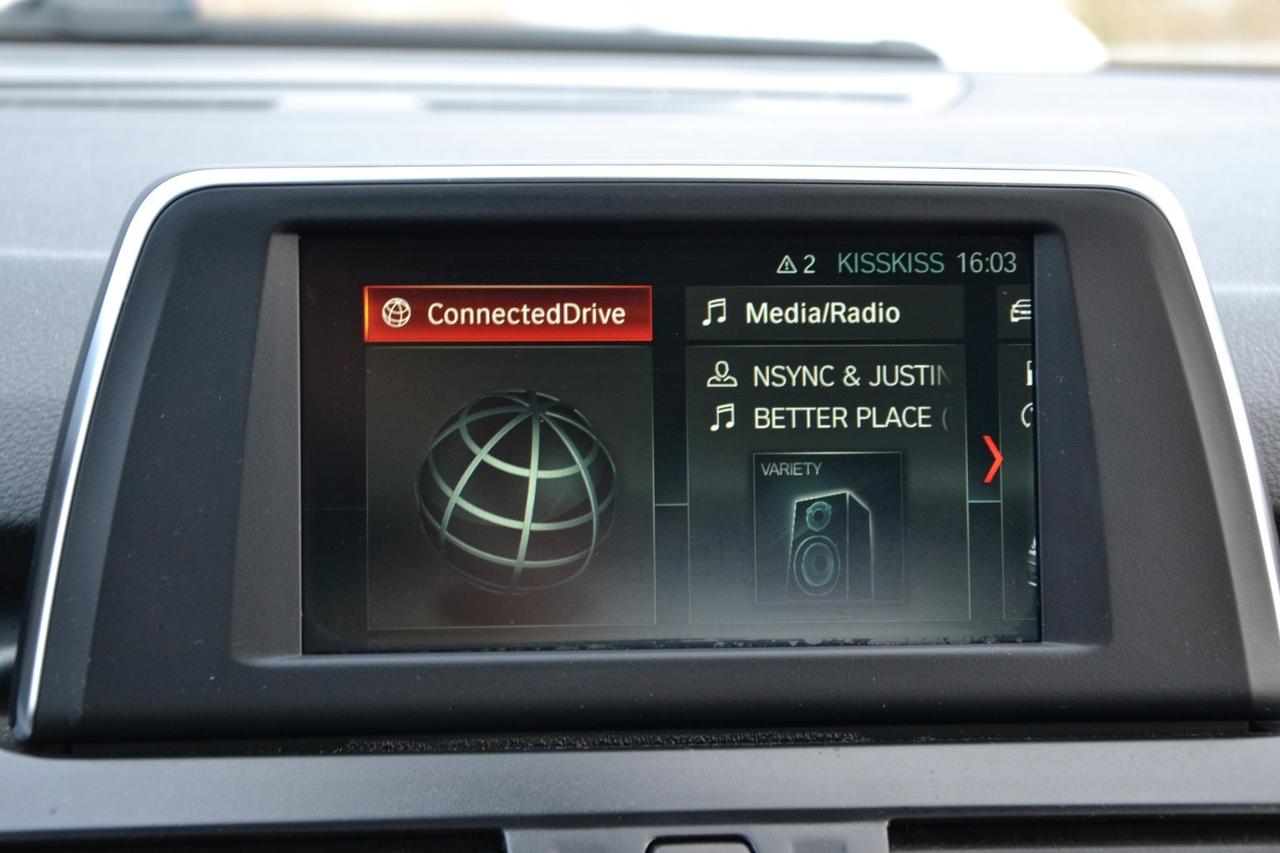 2 KISSKISS 16:03
ConnectedDrive
Media/Radio
NSYNC & JUSTIN
BETTER PLACE (
VARIETY